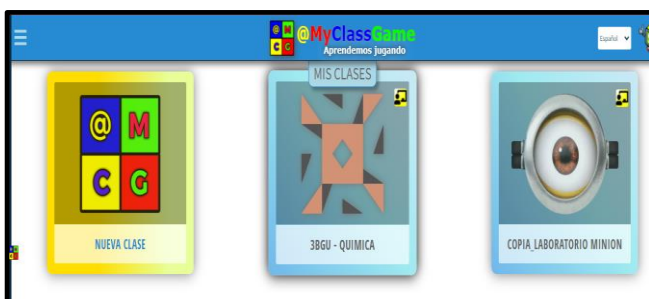 @MyClassGame
Aprendemos jugando
Español
MIS CLASES
@ M
C G
NUEVA CLASE
3BGU - QUIMICA
COPIA_LABORATORIO MINION